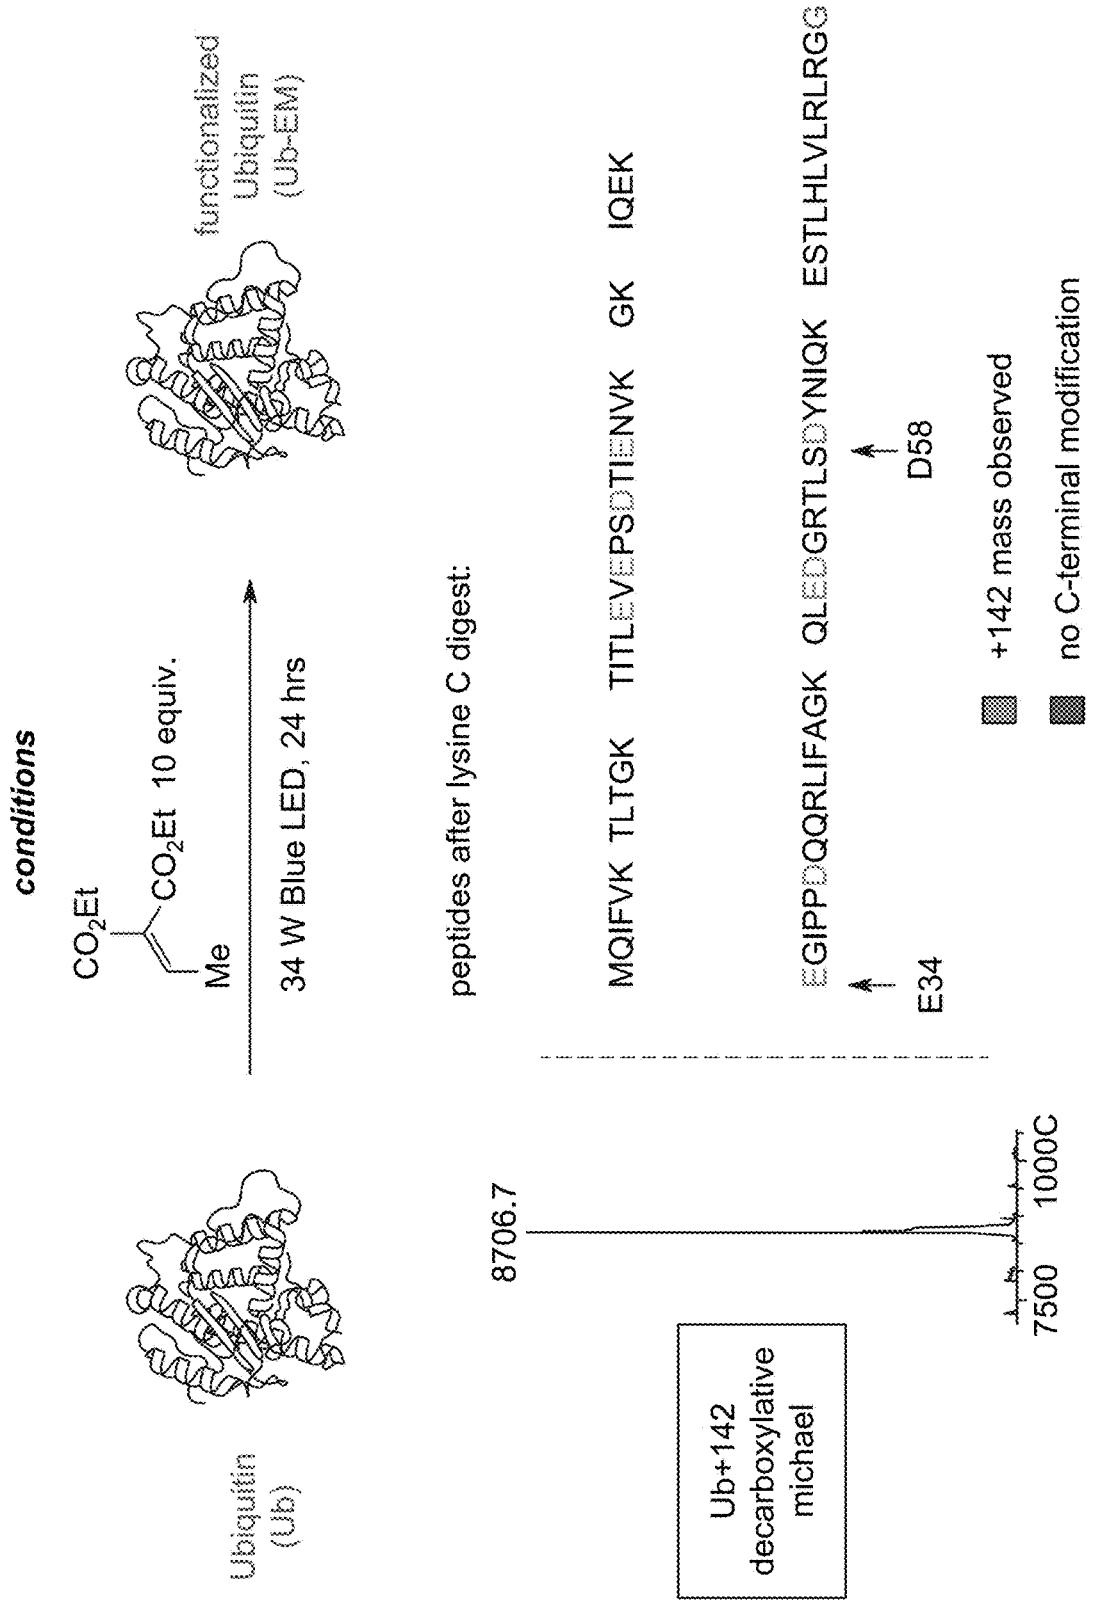 conditions
Ubiquitin
(Ub)
CO2Et
CO2Et 10 equiv.
Me
34 W Blue LED, 24 hrs
functionalized
Ubiquitin
(Ub-EM)
Ub+142
decarboxylative
michael
8706.7
7500 1000C
peptides after lysine C digest:
MQIFVK TLTGK TITLEVEPSDTIENVK GK IQEK
EGIPPDQQRLIFAGK QLEDGRTLSDYNIQK ESTLHLVLRLRGG
E34 D58
+142 mass observed
no C-terminal modification